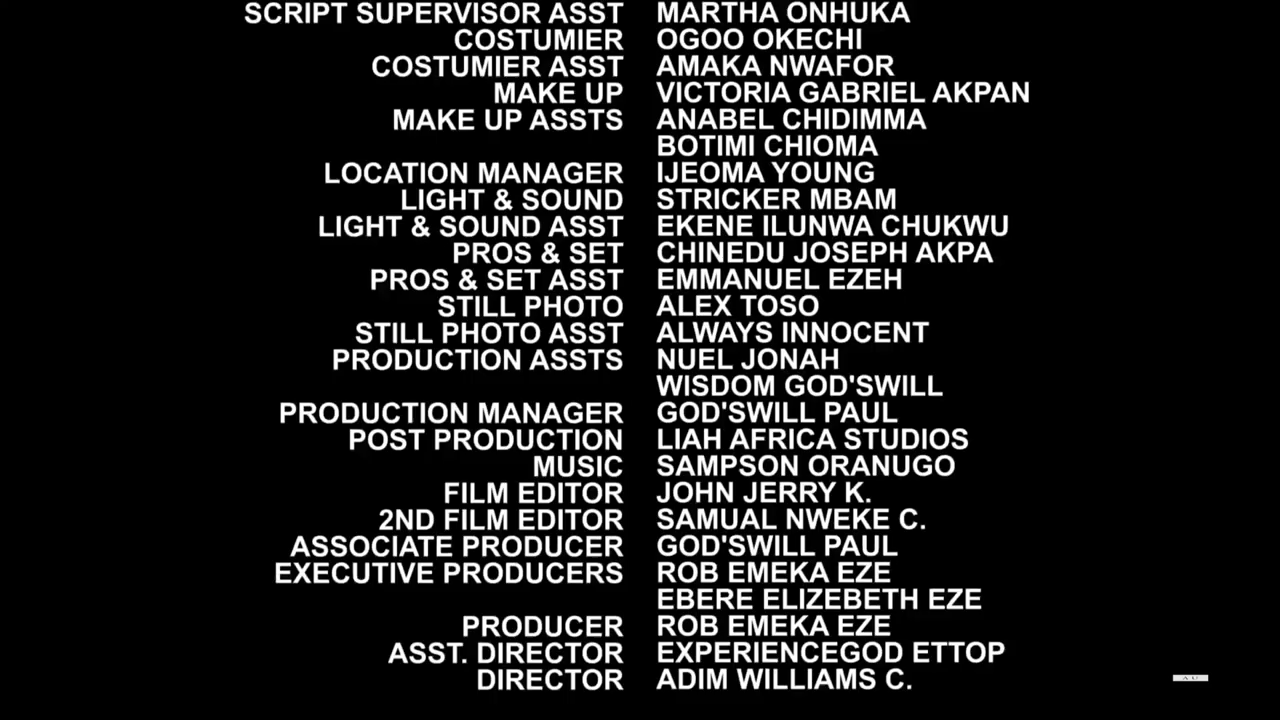 SCRIPT SUPERVISOR ASST MARTHA ONHUKA
COSTUMIER OGOO OKECHI
COSTUMIER ASST AMAKA NWAFOR
MAKE UP VICTORIA GABRIEL AKPAN
MAKE UP ASSTS ANABEL CHIDIMMA
BOTIMI CHIOMA
LOCATION MANAGER IJEOMA YOUNG
LIGHT & SOUND STRICKER MBAM
LIGHT & SOUND ASST EKENE ILUNWA CHUKWU
PROS & SET CHINEDU JOSEPH AKPA
PROS & SET ASST EMMANUEL EZEH
STILL PHOTO ALEX TOSO
STILL PHOTO ASST ALWAYS INNOCENT
PRODUCTION ASSTS NUEL JONAH
WISDOM GOD'SWILL
PRODUCTION MANAGER GOD'SWILL PAUL
POST PRODUCTION LIAH AFRICA STUDIOS
MUSIC SAMPSON ORANUGO
FILM EDITOR JOHN JERRY K.
2ND FILM EDITOR SAMUAL NWEKE C.
ASSOCIATE PRODUCER GOD'SWILL PAUL
EXECUTIVE PRODUCERS ROB EMEKA EZE
EBERE ELIZEBETH EZE
PRODUCER ROB EMEKA EZE
ASST. DIRECTOR EXPERIENCEGOD ETTOP
DIRECTOR ADIM WILLIAMS C.